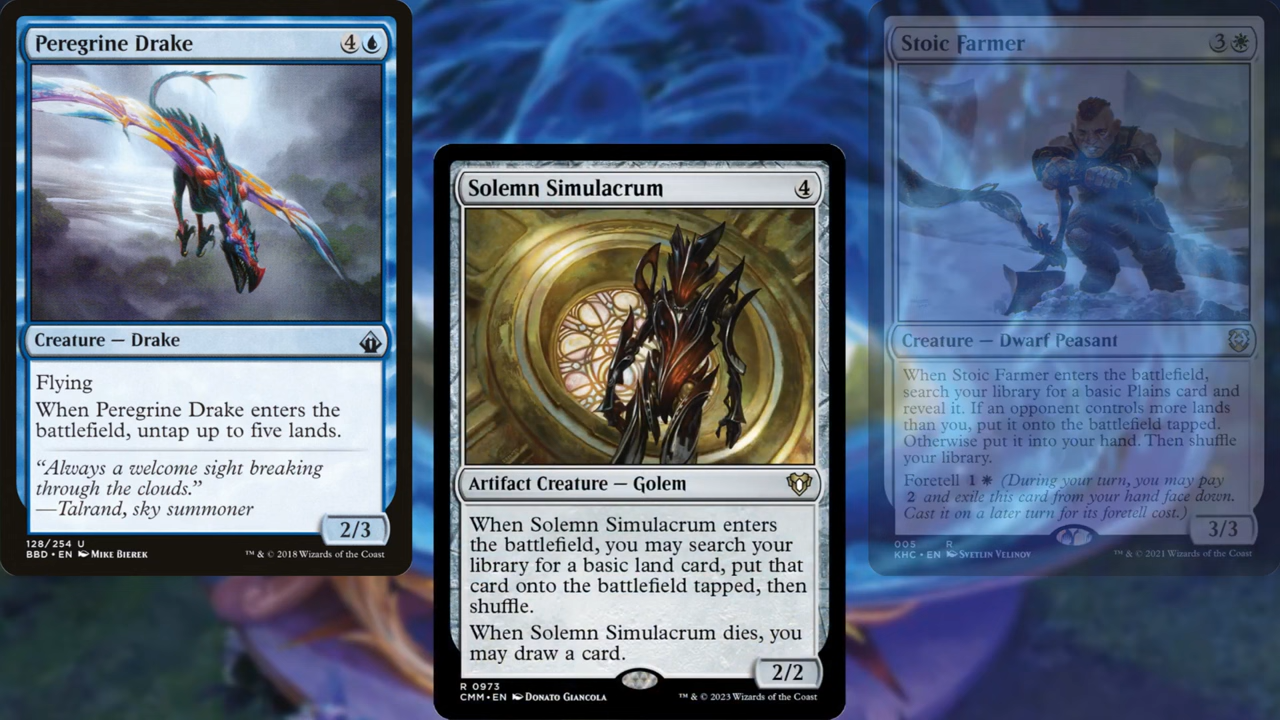 Peregrine Drake 4
Creature — Drake
Flying
When Peregrine Drake enters the
battlefield, untap up to five lands.
“Always a welcome sight breaking
through the clouds.”
—Talrand, sky summoner
2/3
128/254 U
BBD • EN Mike Bierek ™ & © 2018 Wizards of the Coast
Solemn Simulacrum 4
Artifact Creature — Golem
When Solemn Simulacrum enters
the battlefield, you may search your
library for a basic land card, put that
card onto the battlefield tapped, then
shuffle.
When Solemn Simulacrum dies, you
may draw a card.
2/2
R 0973
CMM • EN Donato Giancola ™ & © 2023 Wizards of the Coast
Stoic Farmer 3
Creature — Dwarf Peasant
When Stoic Farmer enters the battlefield,
search your library for a basic Plains card and
reveal it. If an opponent controls more lands
than you, put it onto the battlefield tapped.
Otherwise put it into your hand. Then shuffle
your library.
Foretell 1 (During your turn, you may pay
2 and exile this card from your hand face down.
Cast it on a later turn for its foretell cost.)
3/3
005 R
KHC • EN Svetlin Velinov ™ & © 2021 Wizards of the Coast